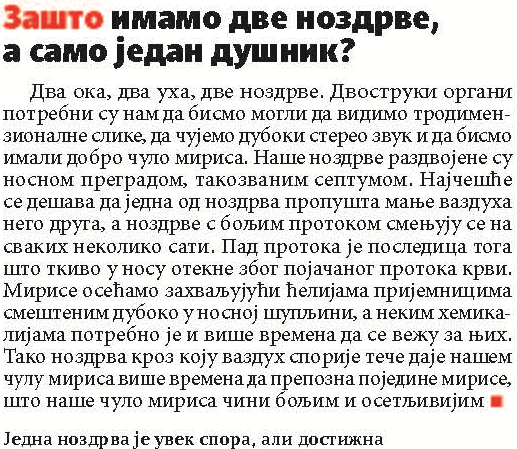 Зашто имамо две ноздрве,
а само један душник?
Два ока, два уха, две ноздрве. Двоструки органи
потребни су нам да бисмо могли да видимо тродимен-
зионалне слике, да чујемо дубоки стерео звук и да бисмо
имали добро чуло мириса. Наше ноздрве раздвојене су
носном преградом, такозваним септумом. Најчешће
се дешава да једна од ноздрва пропушта мање ваздуха
него друга, а ноздрве с бољим протоком смењују се на
сваких неколико сати. Пад протока је последица тога
што ткиво у носу отекне због појачаног протока крви.
Мирисе осећамо захваљујући ћелијама пријемницима
смештеним дубоко у носној шупљини, а неким хемика-
лијама потребно је и више времена да се вежу за њих.
Тако ноздрва кроз коју ваздух спорије тече даје нашем
чулу мириса више времена да препозна поједине мирисе,
што наше чуло мириса чини бољим и осетљивијим ■
Једна ноздрва је увек спора, али достижна